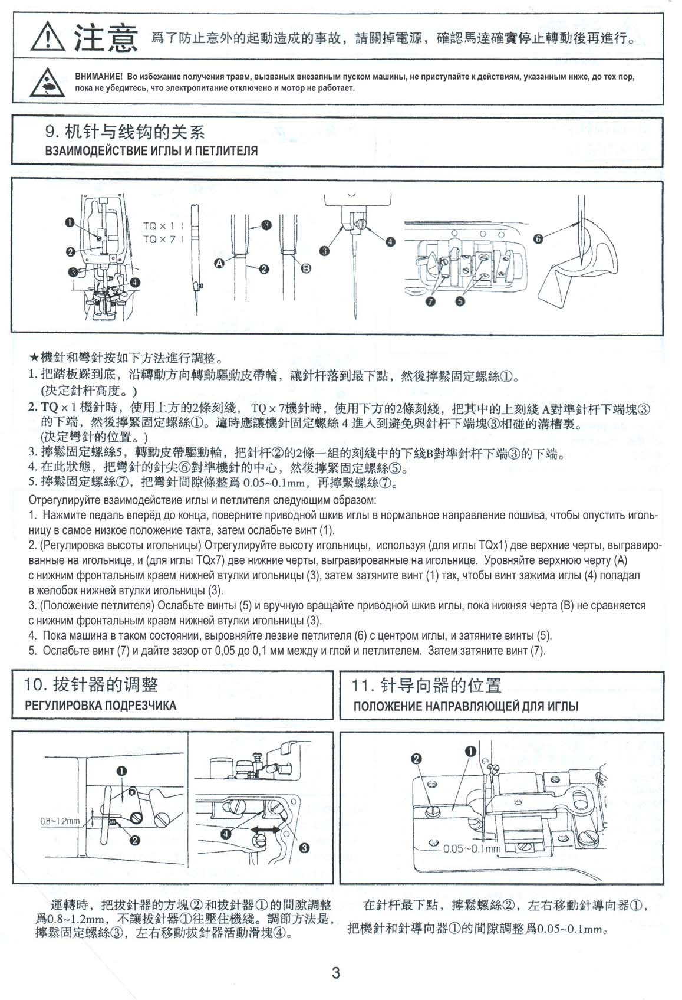 注意 爲了防止意外的起動造成的事故，請關掉電源，確認馬達確實停止轉動後再進行。
ВНИМАНИЕ! Во избежание получения травм, вызваных внезапным пуском машины, не приступайте к действиям, указанным ниже, до тех пор,
пока не убедитесь, что электропитание отключено и мотор не работает.
9. 机针与线钩的关系
ВЗАИМОДЕЙСТВИЕ ИГЛЫ И ПЕТЛИТЕЛЯ
❶ ❷ ❸ ❹
TQ × 1
TQ × 7
❸ A ❷ B
❸ ❹
❼ ❺
❻
★機針和彎針按如下方法進行調整。
1. 把踏板踩到底，沿轉動方向轉動驅動皮帶輪，讓針杆落到最下點，然後擰鬆固定螺絲①。
(決定針杆高度。)
2. TQ × 1 機針時，使用上方的2條刻綫，TQ × 7機針時，使用下方的2條刻綫，把其中的上刻綫 A對準針杆下端塊③
的下端，然後擰緊固定螺絲①。這時應讓機針固定螺絲 4 進入到避免與針杆下端塊③相碰的溝槽裏。
(決定彎針的位置。)
3. 擰鬆固定螺絲5，轉動皮帶驅動輪，把針杆②的2條一組的刻綫中的下綫B對準針杆下端③的下端。
4. 在此狀態，把彎針的針尖⑥對準機針的中心，然後擰緊固定螺絲⑤。
5. 擰鬆固定螺絲⑦，把彎針間隙條整爲 0.05~0.1mm，再擰緊螺絲⑦。
Отрегулируйте взаимодействие иглы и петлителя следующим образом:
1. Нажмите педаль вперёд до конца, поверните приводной шкив иглы в нормальное направление пошива, чтобы опустить иголь-
ницу в самое низкое положение такта, затем ослабьте винт (1).
2. (Регулировка высоты игольницы) Отрегулируйте высоту игольницы, используя (для иглы TQx1) две верхние черты, выгравиро-
ванные на игольнице, и (для иглы TQx7) две нижние черты, выгравированные на игольнице. Уровняйте верхнюю черту (А)
с нижним фронтальным краем нижней втулки игольницы (3), затем затяните винт (1) так, чтобы винт зажима иглы (4) попадал
в желобок нижней втулки игольницы (3).
3. (Положение петлителя) Ослабьте винты (5) и вручную вращайте приводной шкив иглы, пока нижняя черта (В) не сравняется
с нижним фронтальным краем нижней втулки игольницы (3).
4. Пока машина в таком состоянии, выровняйте лезвие петлителя (6) с центром иглы, и затяните винты (5).
5. Ослабьте винт (7) и дайте зазор от 0,05 до 0,1 мм между и глой и петлителем. Затем затяните винт (7).
10. 拔针器的调整
РЕГУЛИРОВКА ПОДРЕЗЧИКА
❶ ❷ 0.8~1.2mm
❹ ❸
運轉時，把拔針器的方塊②和拔針器①的間隙調整
爲0.8~1.2mm，不讓拔針器①往壓住機綫。調節方法是，
擰鬆固定螺絲③，左右移動拔針器活動滑塊④。
11. 针导向器的位置
ПОЛОЖЕНИЕ НАПРАВЛЯЮЩЕЙ ДЛЯ ИГЛЫ
❷ ❶
0.05~0.1mm
在針杆最下點，擰鬆螺絲②，左右移動針導向器①，
把機針和針導向器①的間隙調整爲0.05~0.1mm。
3